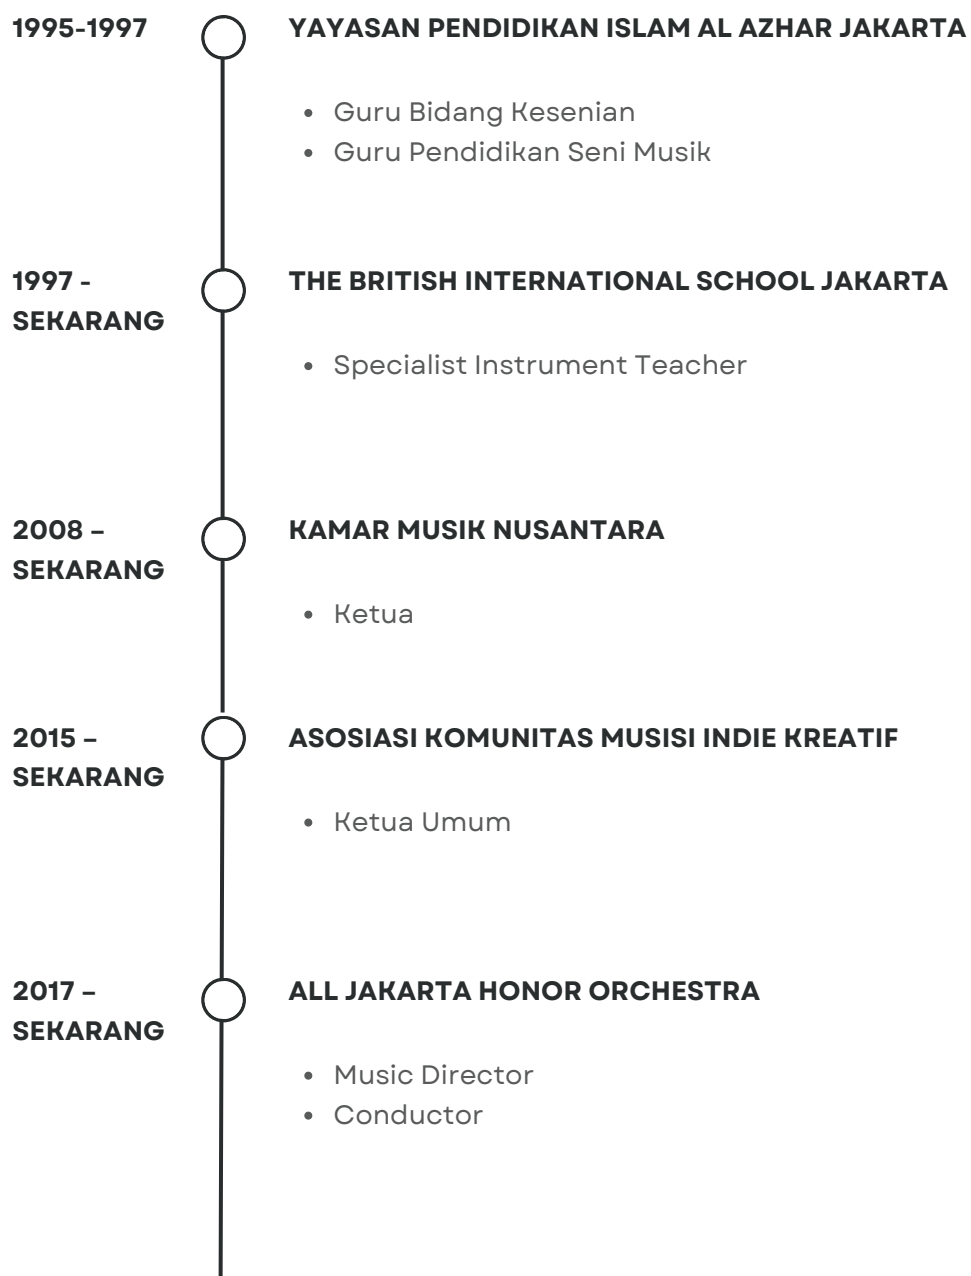 1995-1997
YAYASAN PENDIDIKAN ISLAM AL AZHAR JAKARTA
• Guru Bidang Kesenian
• Guru Pendidikan Seni Musik
1997 -
SEKARANG
THE BRITISH INTERNATIONAL SCHOOL JAKARTA
• Specialist Instrument Teacher
2008 –
SEKARANG
KAMAR MUSIK NUSANTARA
• Ketua
2015 –
SEKARANG
ASOSIASI KOMUNITAS MUSISI INDIE KREATIF
• Ketua Umum
2017 –
SEKARANG
ALL JAKARTA HONOR ORCHESTRA
• Music Director
• Conductor